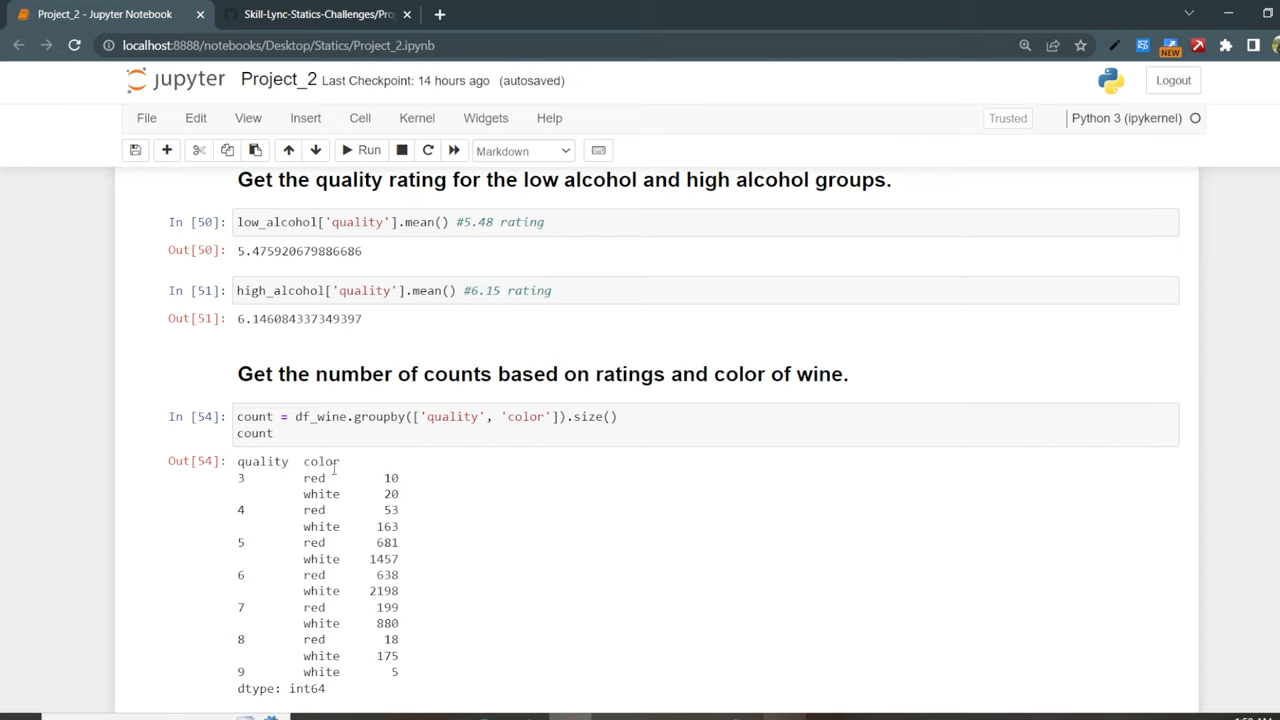 Project_2 - Jupyter Notebook
Skill-Lync-Statics-Challenges/Pro
localhost:8888/notebooks/Desktop/Statics/Project_2.ipynb
NEW
jupyter Project_2 Last Checkpoint: 14 hours ago (autosaved)
Logout
File Edit View Insert Cell Kernel Widgets Help
Trusted
Python 3 (ipykernel)
Run
Markdown
Get the quality rating for the low alcohol and high alcohol groups.
In [50]: low_alcohol['quality'].mean() #5.48 rating
Out[50]: 5.475920679886686
In [51]: high_alcohol['quality'].mean() #6.15 rating
Out[51]: 6.146084337349397
Get the number of counts based on ratings and color of wine.
In [54]: count = df_wine.groupby(['quality', 'color']).size()
count
Out[54]: quality color
3 red 10
white 20
4 red 53
white 163
5 red 681
white 1457
6 red 638
white 2198
7 red 199
white 880
8 red 18
white 175
9 white 5
dtype: int64